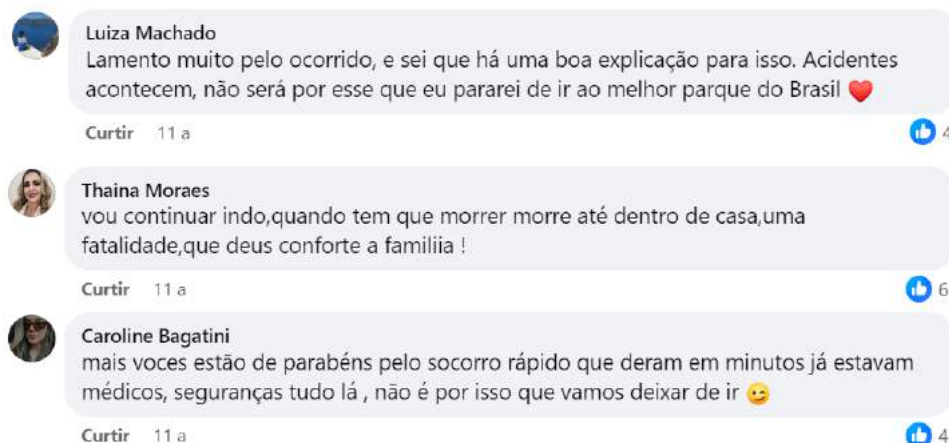 Luiza Machado
Lamento muito pelo ocorrido, e sei que há uma boa explicação para isso. Acidentes
acontecem, não será por esse que eu pararei de ir ao melhor parque do Brasil ❤️
Curtir 11 a 4
Thaina Moraes
vou continuar indo,quando tem que morrer morre até dentro de casa,uma
fatalidade,que deus conforte a familiia !
Curtir 11 a 6
Caroline Bagatini
mais voces estão de parabéns pelo socorro rápido que deram em minutos já estavam
médicos, seguranças tudo lá , não é por isso que vamos deixar de ir 😉
Curtir 11 a 4